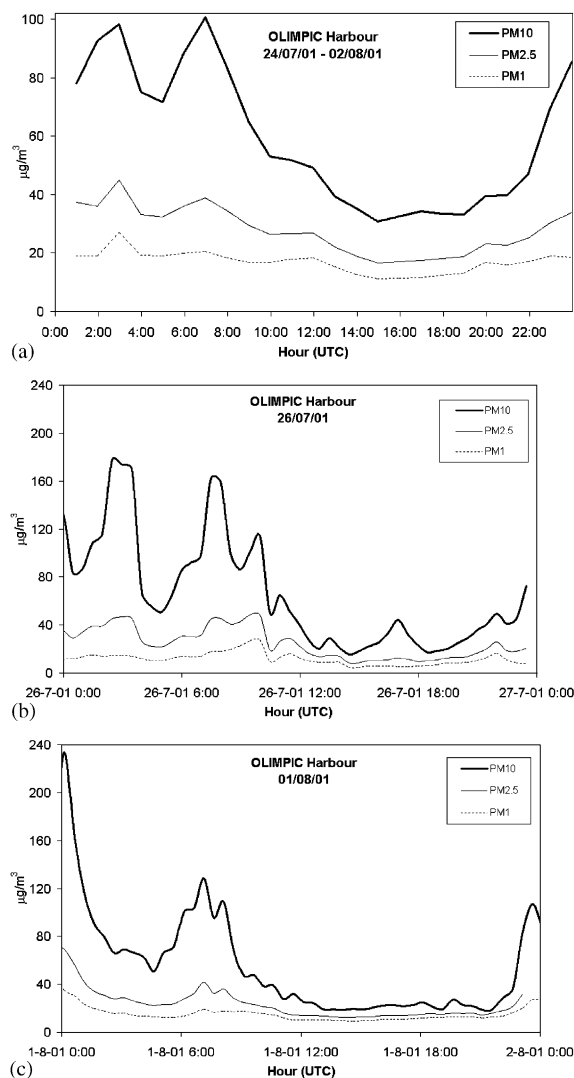 OLIMPIC Harbour
24/07/01 - 02/08/01
PM10
PM2.5
PM1
100
80
60
40
20
0
µg/m³
0:00 2:00 4:00 6:00 8:00 10:00 12:00 14:00 16:00 18:00 20:00 22:00
Hour (UTC)
(a)
OLIMPIC Harbour
26/07/01
PM10
PM2.5
PM1
240
200
160
120
80
40
0
µg/m³
26-7-01 0:00 26-7-01 6:00 26-7-01 12:00 26-7-01 18:00 27-7-01 0:00
Hour (UTC)
(b)
OLIMPIC Harbour
01/08/01
PM10
PM2.5
PM1
240
200
160
120
80
40
0
µg/m³
1-8-01 0:00 1-8-01 6:00 1-8-01 12:00 1-8-01 18:00 2-8-01 0:00
Hour (UTC)
(c)